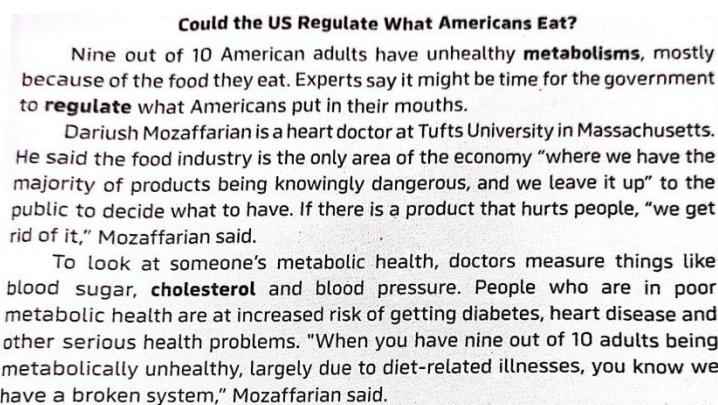 Could the US Regulate What Americans Eat?
Nine out of 10 American adults have unhealthy metabolisms, mostly
because of the food they eat. Experts say it might be time for the government
to regulate what Americans put in their mouths.
Dariush Mozaffarian is a heart doctor at Tufts University in Massachusetts.
He said the food industry is the only area of the economy “where we have the
majority of products being knowingly dangerous, and we leave it up” to the
public to decide what to have. If there is a product that hurts people, “we get
rid of it,” Mozaffarian said.
To look at someone’s metabolic health, doctors measure things like
blood sugar, cholesterol and blood pressure. People who are in poor
metabolic health are at increased risk of getting diabetes, heart disease and
other serious health problems. "When you have nine out of 10 adults being
metabolically unhealthy, largely due to diet-related illnesses, you know we
have a broken system,” Mozaffarian said.